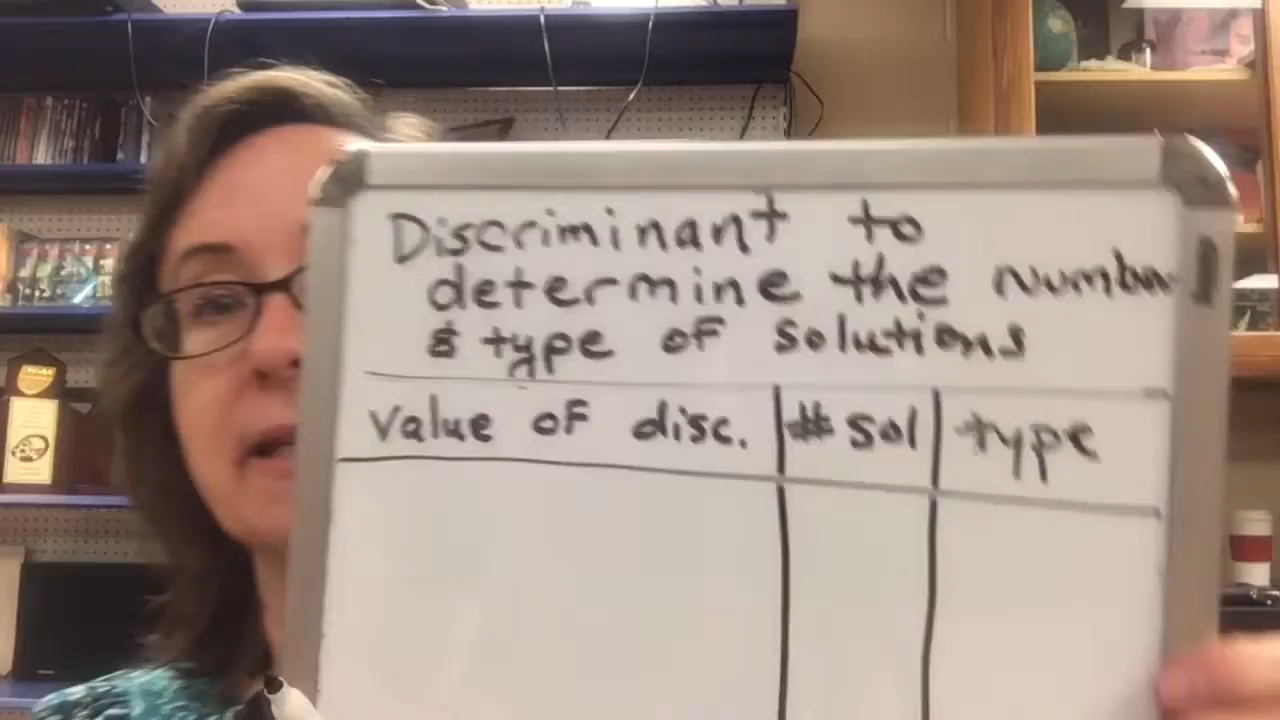 Discriminant to
determine the number
& type of solutions
Value of disc. # sol type